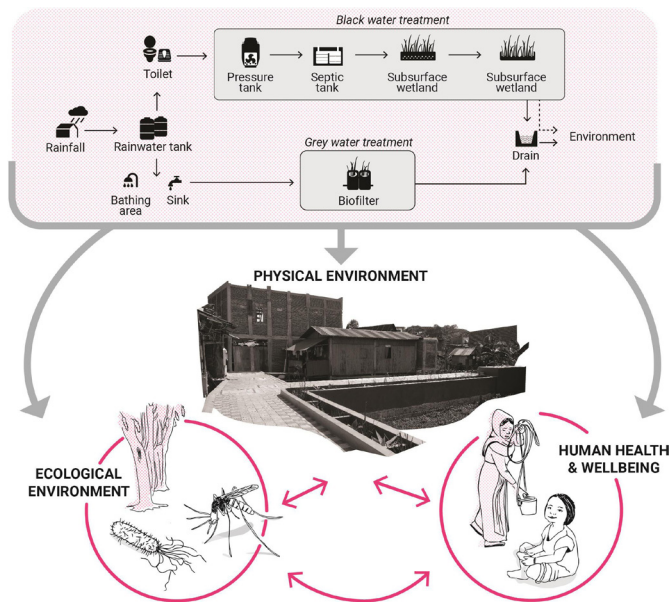 Black water treatment
Toilet
Pressure
tank
Septic
tank
Subsurface
wetland
Subsurface
wetland
Rainfall
Rainwater tank
Grey water treatment
Drain
Environment
Bathing
area
Sink
Biofilter
PHYSICAL ENVIRONMENT
ECOLOGICAL
ENVIRONMENT
HUMAN HEALTH
& WELLBEING